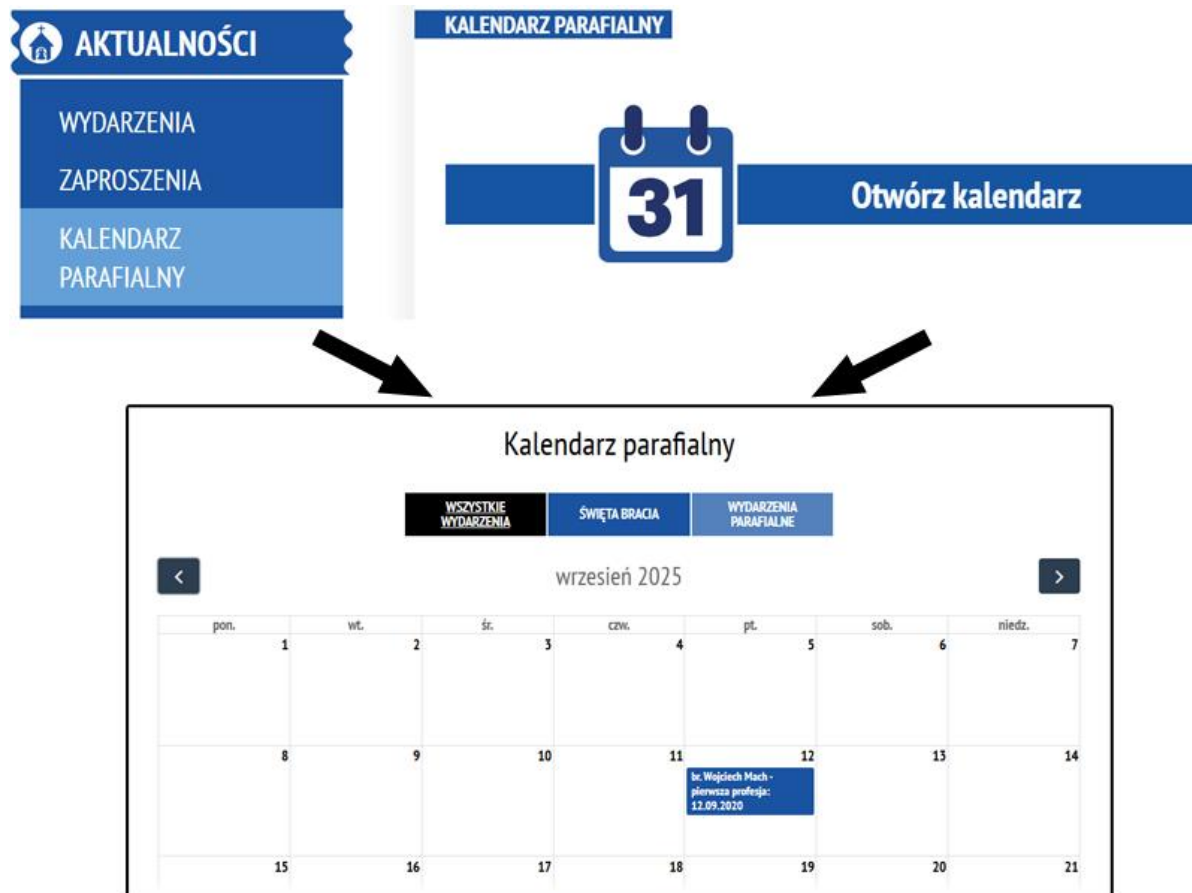 AKTUALNOŚCI
WYDARZENIA
ZAPROSZENIA
KALENDARZ
PARAFIALNY
KALENDARZ PARAFIALNY
31
Otwórz kalendarz
Kalendarz parafialny
WSZYSTKIE
WYDARZENIA
ŚWIĘTA BRACIA
WYDARZENIA
PARAFIALNE
< wrzesień 2025 >
pon. wt. śr. czw. pt. sob. niedz.
1 2 3 4 5 6 7
8 9 10 11 12 13 14
br. Wojciech Mach -
pierwsza profesja:
12.09.2020
15 16 17 18 19 20 21